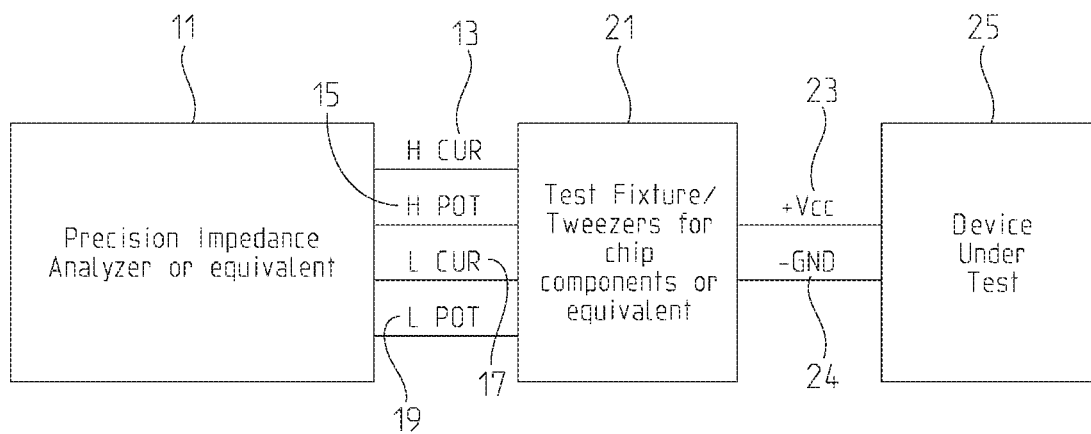 11
13
21
25
15
23
H CUR
H POT
L CUR
L POT
Precision Impedance
Analyzer or equivalent
Test Fixture/
Tweezers for
chip
components or
equivalent
+Vcc
-GND
Device
Under
Test
19
17
24